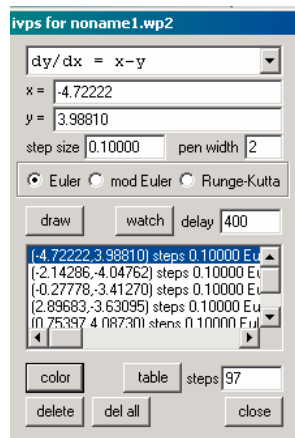 ivps for noname1.wp2
dy/dx = x-y
x = -4.72222
y = 3.98810
step size 0.10000 pen width 2
Euler mod Euler Runge-Kutta
draw watch delay 400
(-4.72222,3.98810) steps 0.10000 Eu
(-2.14286,-4.04762) steps 0.10000 Eu
(-0.27778,-3.41270) steps 0.10000 Eu
(2.89683,-3.63095) steps 0.10000 Eu
(0.75397,4.08730) steps 0.10000 Eu
color table steps 97
delete del all close